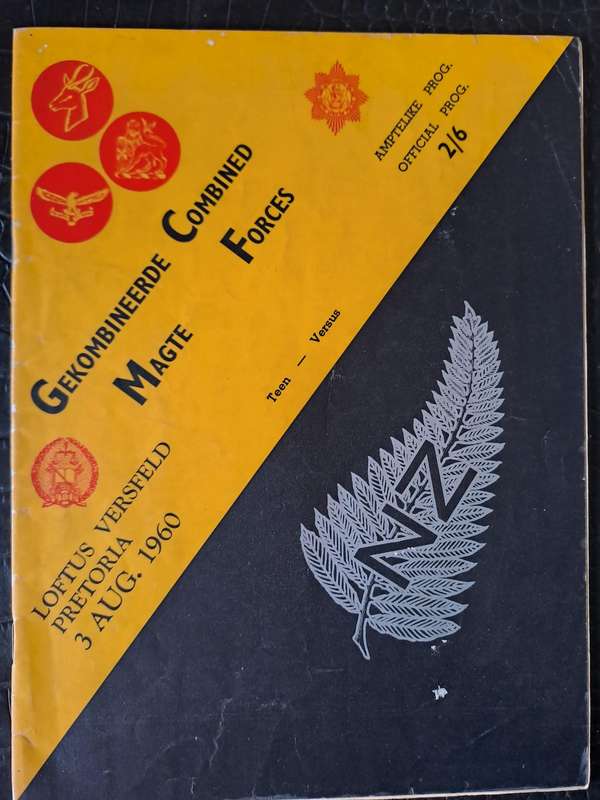 AMPTELIKE PROG.
OFFICIAL PROG.
2/6
GEKOMBINEERDE COMBINED
MAGTE FORCES
Teen — Versus
LOFTUS VERSFELD
PRETORIA
3 AUG. 1960
NZ